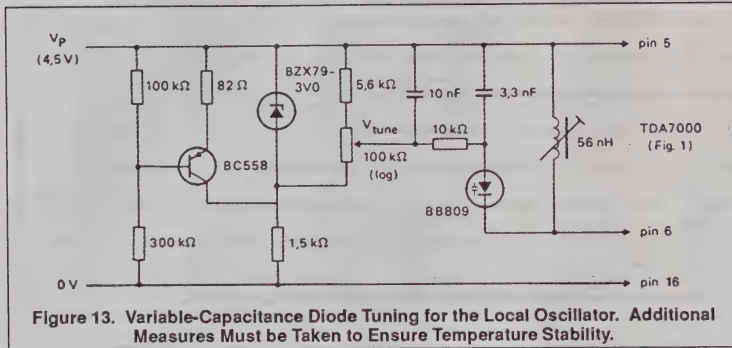 Vp
(4,5V)
100 kΩ
82 Ω
BZX79-
3V0
5,6 kΩ
10 nF
3,3 nF
pin 5
Vtune
10 kΩ
100 kΩ
(log)
BC558
56 nH
TDA7000
(Fig. 1)
BB809
300 kΩ
1,5 kΩ
pin 6
0 V
pin 16
Figure 13. Variable-Capacitance Diode Tuning for the Local Oscillator. Additional
Measures Must be Taken to Ensure Temperature Stability.